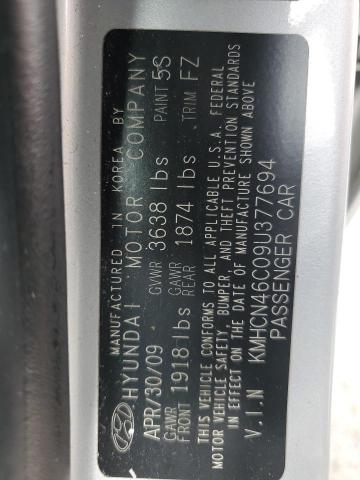 MANUFACTURED IN KOREA BY
HYUNDAI MOTOR COMPANY
APR/30/09 GVWR 3638 lbs PAINT 5S
GAWR FRONT 1918 lbs GAWR REAR 1874 lbs TRIM FZ
THIS VEHICLE CONFORMS TO ALL APPLICABLE U.S.A. FEDERAL
MOTOR VEHICLE SAFETY, BUMPER, AND THEFT PREVENTION STANDARDS
IN EFFECT ON THE DATE OF MANUFACTURE SHOWN ABOVE
V.I.N KMHCN46C09U377694
PASSENGER CAR